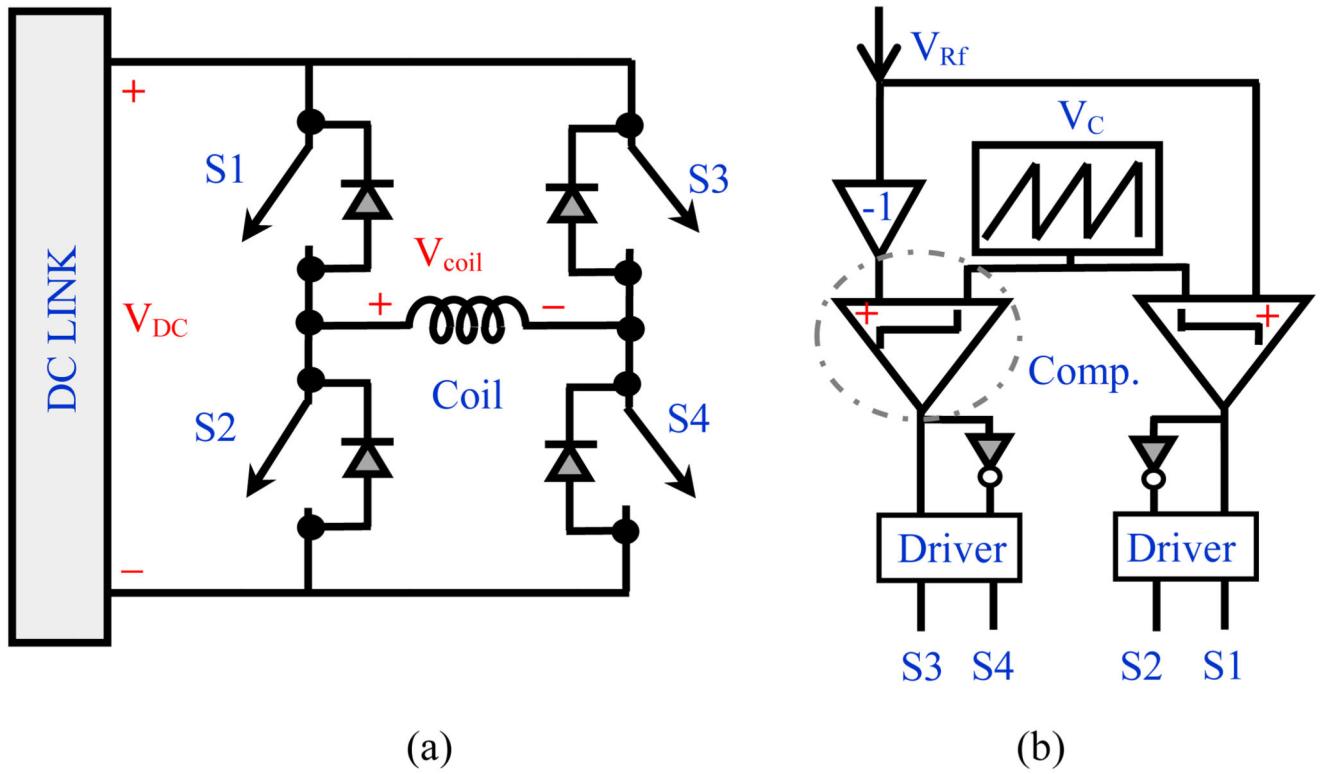 DC LINK
+
V_DC
−
S1
S2
S3
S4
V_coil
+ −
Coil
(a)
V_Rf
V_C
-1
+ +
Comp.
Driver Driver
S3 S4 S2 S1
(b)